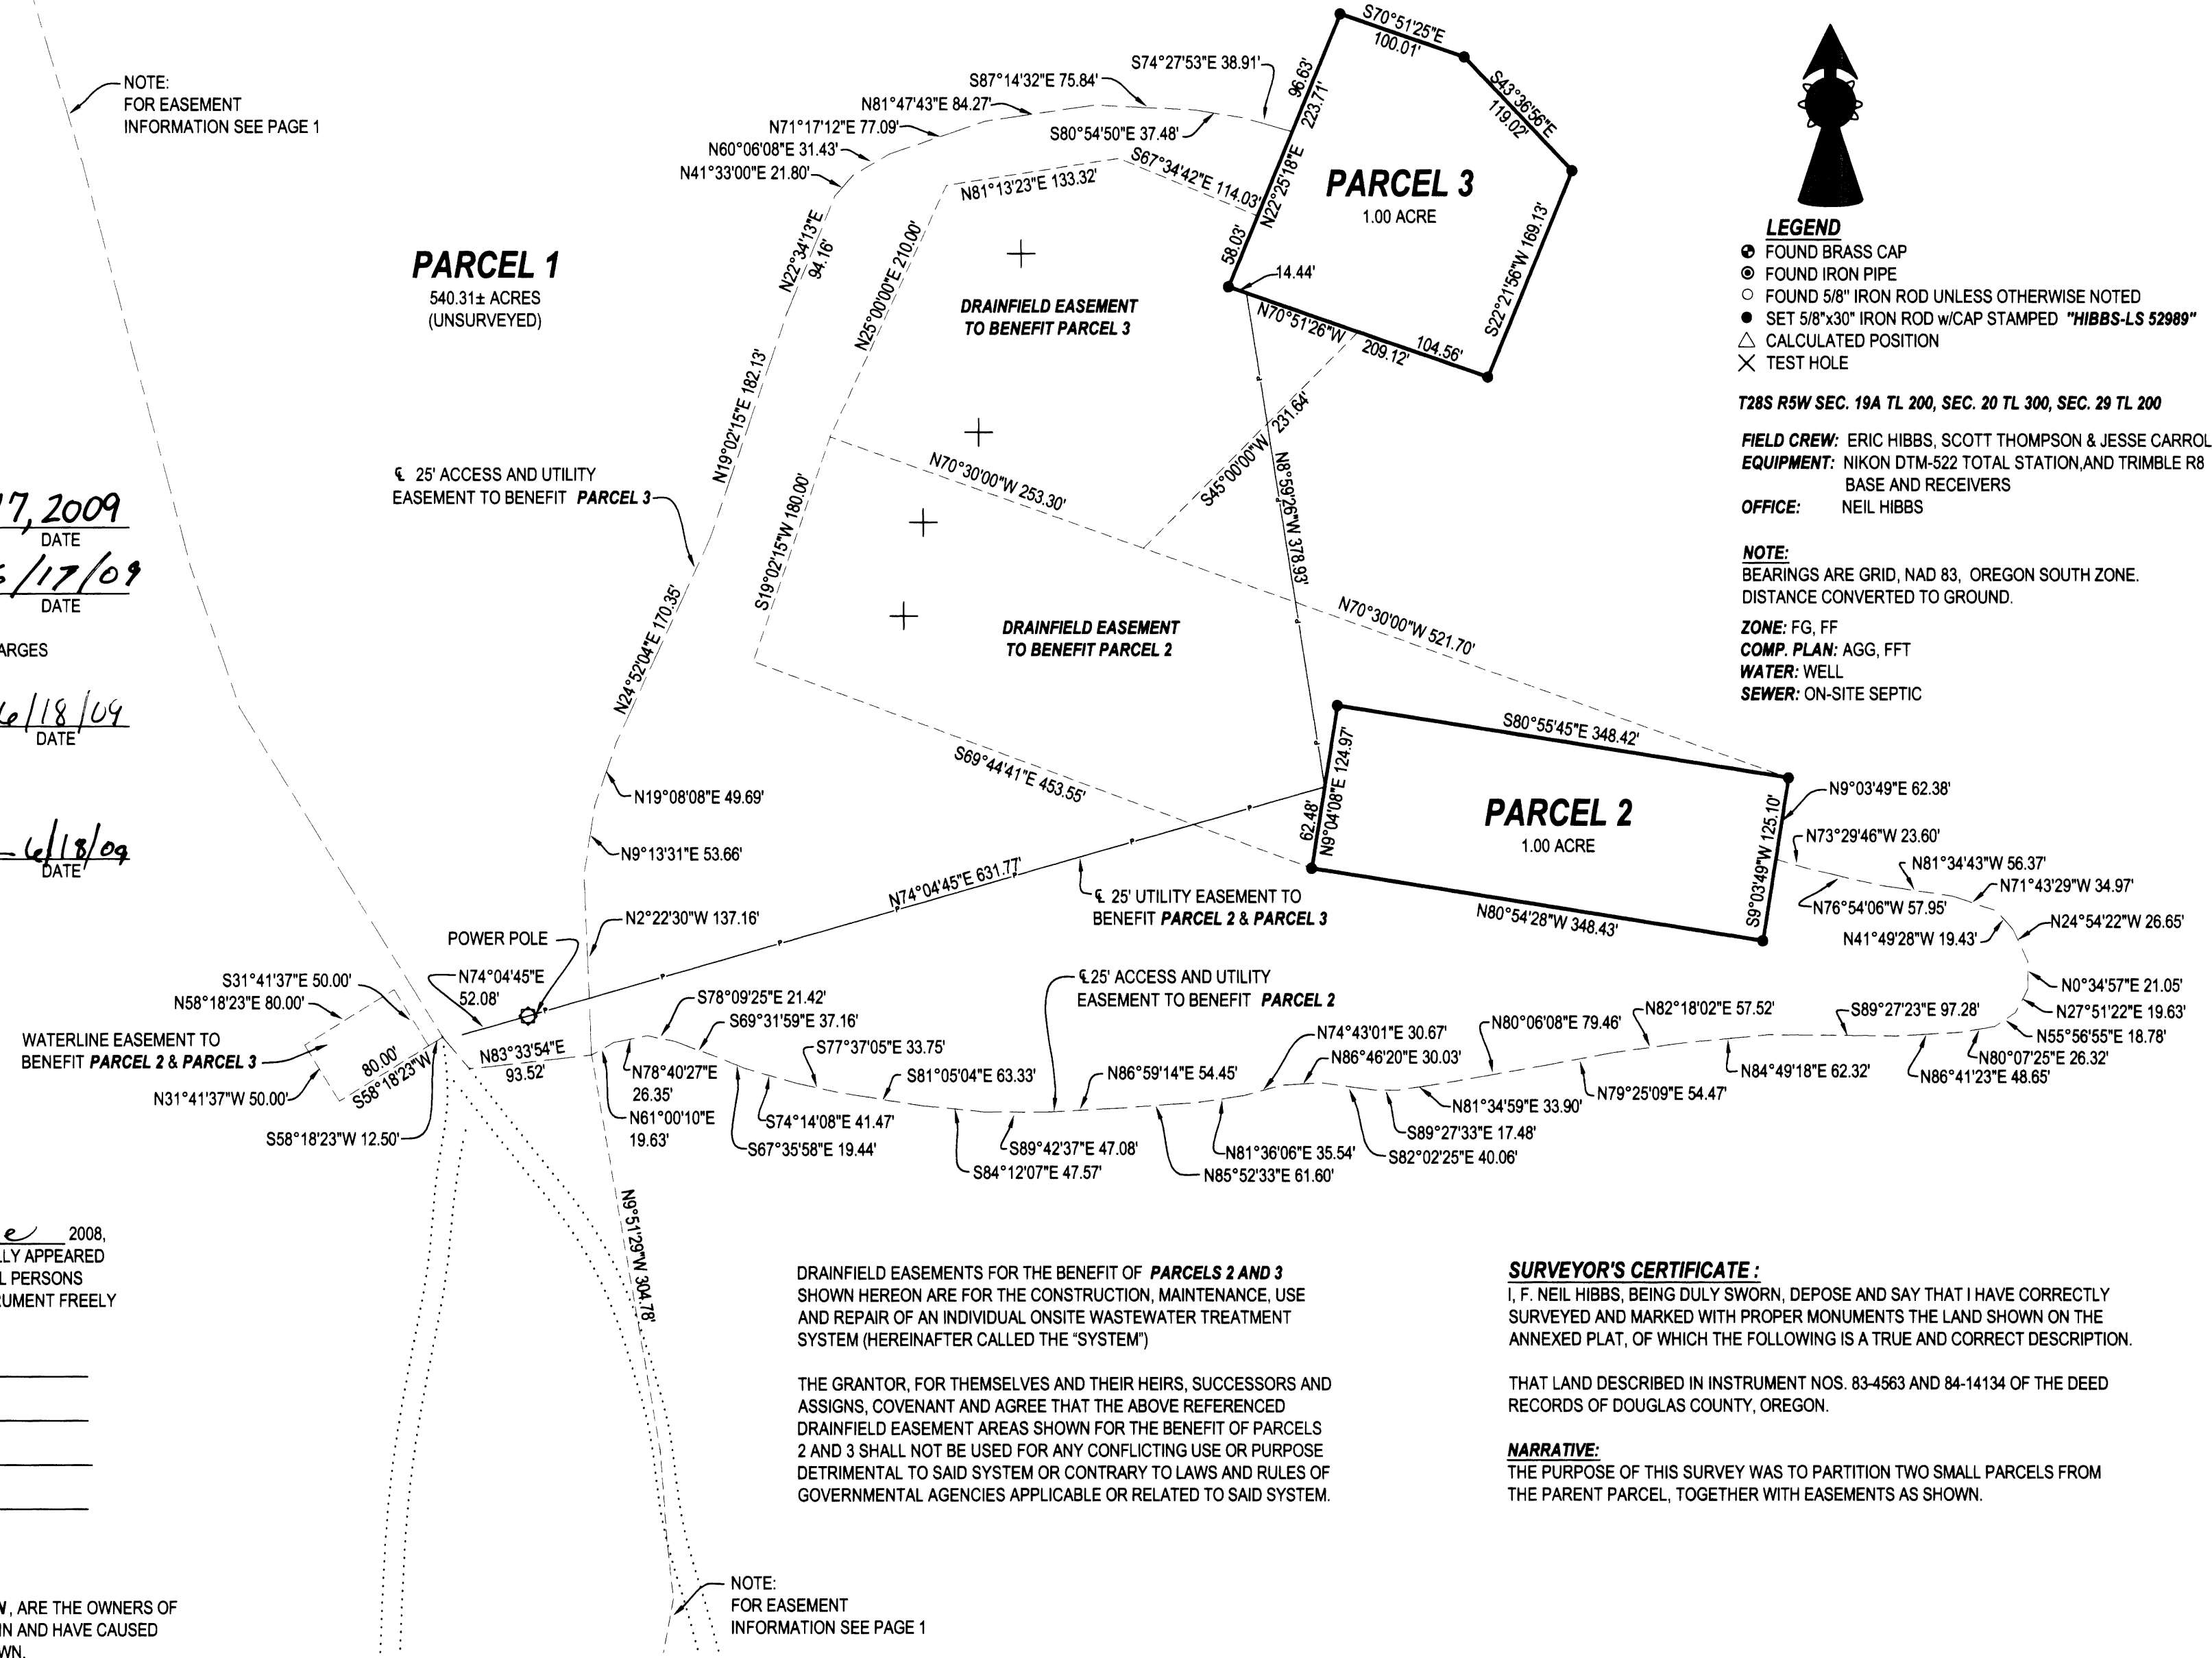 NOTE:
FOR EASEMENT
INFORMATION SEE PAGE 1
PARCEL 1
540.31± ACRES
(UNSURVEYED)
S70°51'25"E
100.01'
S43°36'56"E
119.02'
S22°21'56"W 169.13'
96.63'
223.71'
N22°25'18"E
58.03'
14.44'
N70°51'26"W
209.12'
104.56'
PARCEL 3
1.00 ACRE
S74°27'53"E 38.91'
S87°14'32"E 75.84'
N81°47'43"E 84.27'
S80°54'50"E 37.48'
N71°17'12"E 77.09'
N60°06'08"E 31.43'
N41°33'00"E 21.80'
S67°34'42"E 114.03'
N81°13'23"E 133.32'
N22°34'13"E
94.16'
N25°00'00"E 210.00'
DRAINFIELD EASEMENT
TO BENEFIT PARCEL 3
N19°02'15"E 182.13'
℄ 25' ACCESS AND UTILITY
EASEMENT TO BENEFIT PARCEL 3
N70°30'00"W 253.30'
S45°00'00"W 231.64'
N8°59'26"W 378.93'
S19°02'15"W 180.00'
N24°52'04"E 170.35'
DRAINFIELD EASEMENT
TO BENEFIT PARCEL 2
N70°30'00"W 521.70'
S69°44'41"E 453.55'
S80°55'45"E 348.42'
62.48'
N9°04'08"E 124.97'
PARCEL 2
1.00 ACRE
S9°03'49"W 125.10'
N80°54'28"W 348.43'
N9°03'49"E 62.38'
N73°29'46"W 23.60'
N81°34'43"W 56.37'
N71°43'29"W 34.97'
N76°54'06"W 57.95'
N24°54'22"W 26.65'
N41°49'28"W 19.43'
N0°34'57"E 21.05'
N27°51'22"E 19.63'
N55°56'55"E 18.78'
N80°07'25"E 26.32'
N86°41'23"E 48.65'
S89°27'23"E 97.28'
N84°49'18"E 62.32'
N82°18'02"E 57.52'
N79°25'09"E 54.47'
N80°06'08"E 79.46'
N81°34'59"E 33.90'
S89°27'33"E 17.48'
S82°02'25"E 40.06'
N74°43'01"E 30.67'
N86°46'20"E 30.03'
N81°36'06"E 35.54'
N85°52'33"E 61.60'
N86°59'14"E 54.45'
℄ 25' ACCESS AND UTILITY
EASEMENT TO BENEFIT PARCEL 2
S89°42'37"E 47.08'
S84°12'07"E 47.57'
S81°05'04"E 63.33'
S77°37'05"E 33.75'
S74°14'08"E 41.47'
S67°35'58"E 19.44'
S69°31'59"E 37.16'
S78°09'25"E 21.42'
N78°40'27"E
26.35'
N61°00'10"E
19.63'
N83°33'54"E
93.52'
N19°08'08"E 49.69'
N9°13'31"E 53.66'
N2°22'30"W 137.16'
N74°04'45"E 631.77'
P P P P P P P P P P
℄ 25' UTILITY EASEMENT TO
BENEFIT PARCEL 2 & PARCEL 3
POWER POLE
N74°04'45"E
52.08'
S31°41'37"E 50.00'
N58°18'23"E 80.00'
WATERLINE EASEMENT TO
BENEFIT PARCEL 2 & PARCEL 3
80.00'
S58°18'23"W
N31°41'37"W 50.00'
S58°18'23"W 12.50'
N9°51'29"W 304.78'
NOTE:
FOR EASEMENT
INFORMATION SEE PAGE 1
LEGEND
FOUND BRASS CAP
FOUND IRON PIPE
FOUND 5/8" IRON ROD UNLESS OTHERWISE NOTED
SET 5/8"x30" IRON ROD w/CAP STAMPED "HIBBS-LS 52989"
CALCULATED POSITION
TEST HOLE
T28S R5W SEC. 19A TL 200, SEC. 20 TL 300, SEC. 29 TL 200
FIELD CREW: ERIC HIBBS, SCOTT THOMPSON & JESSE CARROL
EQUIPMENT: NIKON DTM-522 TOTAL STATION,AND TRIMBLE R8
BASE AND RECEIVERS
OFFICE: NEIL HIBBS
NOTE:
BEARINGS ARE GRID, NAD 83, OREGON SOUTH ZONE.
DISTANCE CONVERTED TO GROUND.
ZONE: FG, FF
COMP. PLAN: AGG, FFT
WATER: WELL
SEWER: ON-SITE SEPTIC
17, 2009
DATE
6/17/09
DATE
ARGES
6/18/09
DATE
6/18/09
DATE
2008,
LLY APPEARED
L PERSONS
RUMENT FREELY
N, ARE THE OWNERS OF
IN AND HAVE CAUSED
WN.
DRAINFIELD EASEMENTS FOR THE BENEFIT OF PARCELS 2 AND 3
SHOWN HEREON ARE FOR THE CONSTRUCTION, MAINTENANCE, USE
AND REPAIR OF AN INDIVIDUAL ONSITE WASTEWATER TREATMENT
SYSTEM (HEREINAFTER CALLED THE "SYSTEM")
THE GRANTOR, FOR THEMSELVES AND THEIR HEIRS, SUCCESSORS AND
ASSIGNS, COVENANT AND AGREE THAT THE ABOVE REFERENCED
DRAINFIELD EASEMENT AREAS SHOWN FOR THE BENEFIT OF PARCELS
2 AND 3 SHALL NOT BE USED FOR ANY CONFLICTING USE OR PURPOSE
DETRIMENTAL TO SAID SYSTEM OR CONTRARY TO LAWS AND RULES OF
GOVERNMENTAL AGENCIES APPLICABLE OR RELATED TO SAID SYSTEM.
SURVEYOR'S CERTIFICATE :
I, F. NEIL HIBBS, BEING DULY SWORN, DEPOSE AND SAY THAT I HAVE CORRECTLY
SURVEYED AND MARKED WITH PROPER MONUMENTS THE LAND SHOWN ON THE
ANNEXED PLAT, OF WHICH THE FOLLOWING IS A TRUE AND CORRECT DESCRIPTION.
THAT LAND DESCRIBED IN INSTRUMENT NOS. 83-4563 AND 84-14134 OF THE DEED
RECORDS OF DOUGLAS COUNTY, OREGON.
NARRATIVE:
THE PURPOSE OF THIS SURVEY WAS TO PARTITION TWO SMALL PARCELS FROM
THE PARENT PARCEL, TOGETHER WITH EASEMENTS AS SHOWN.